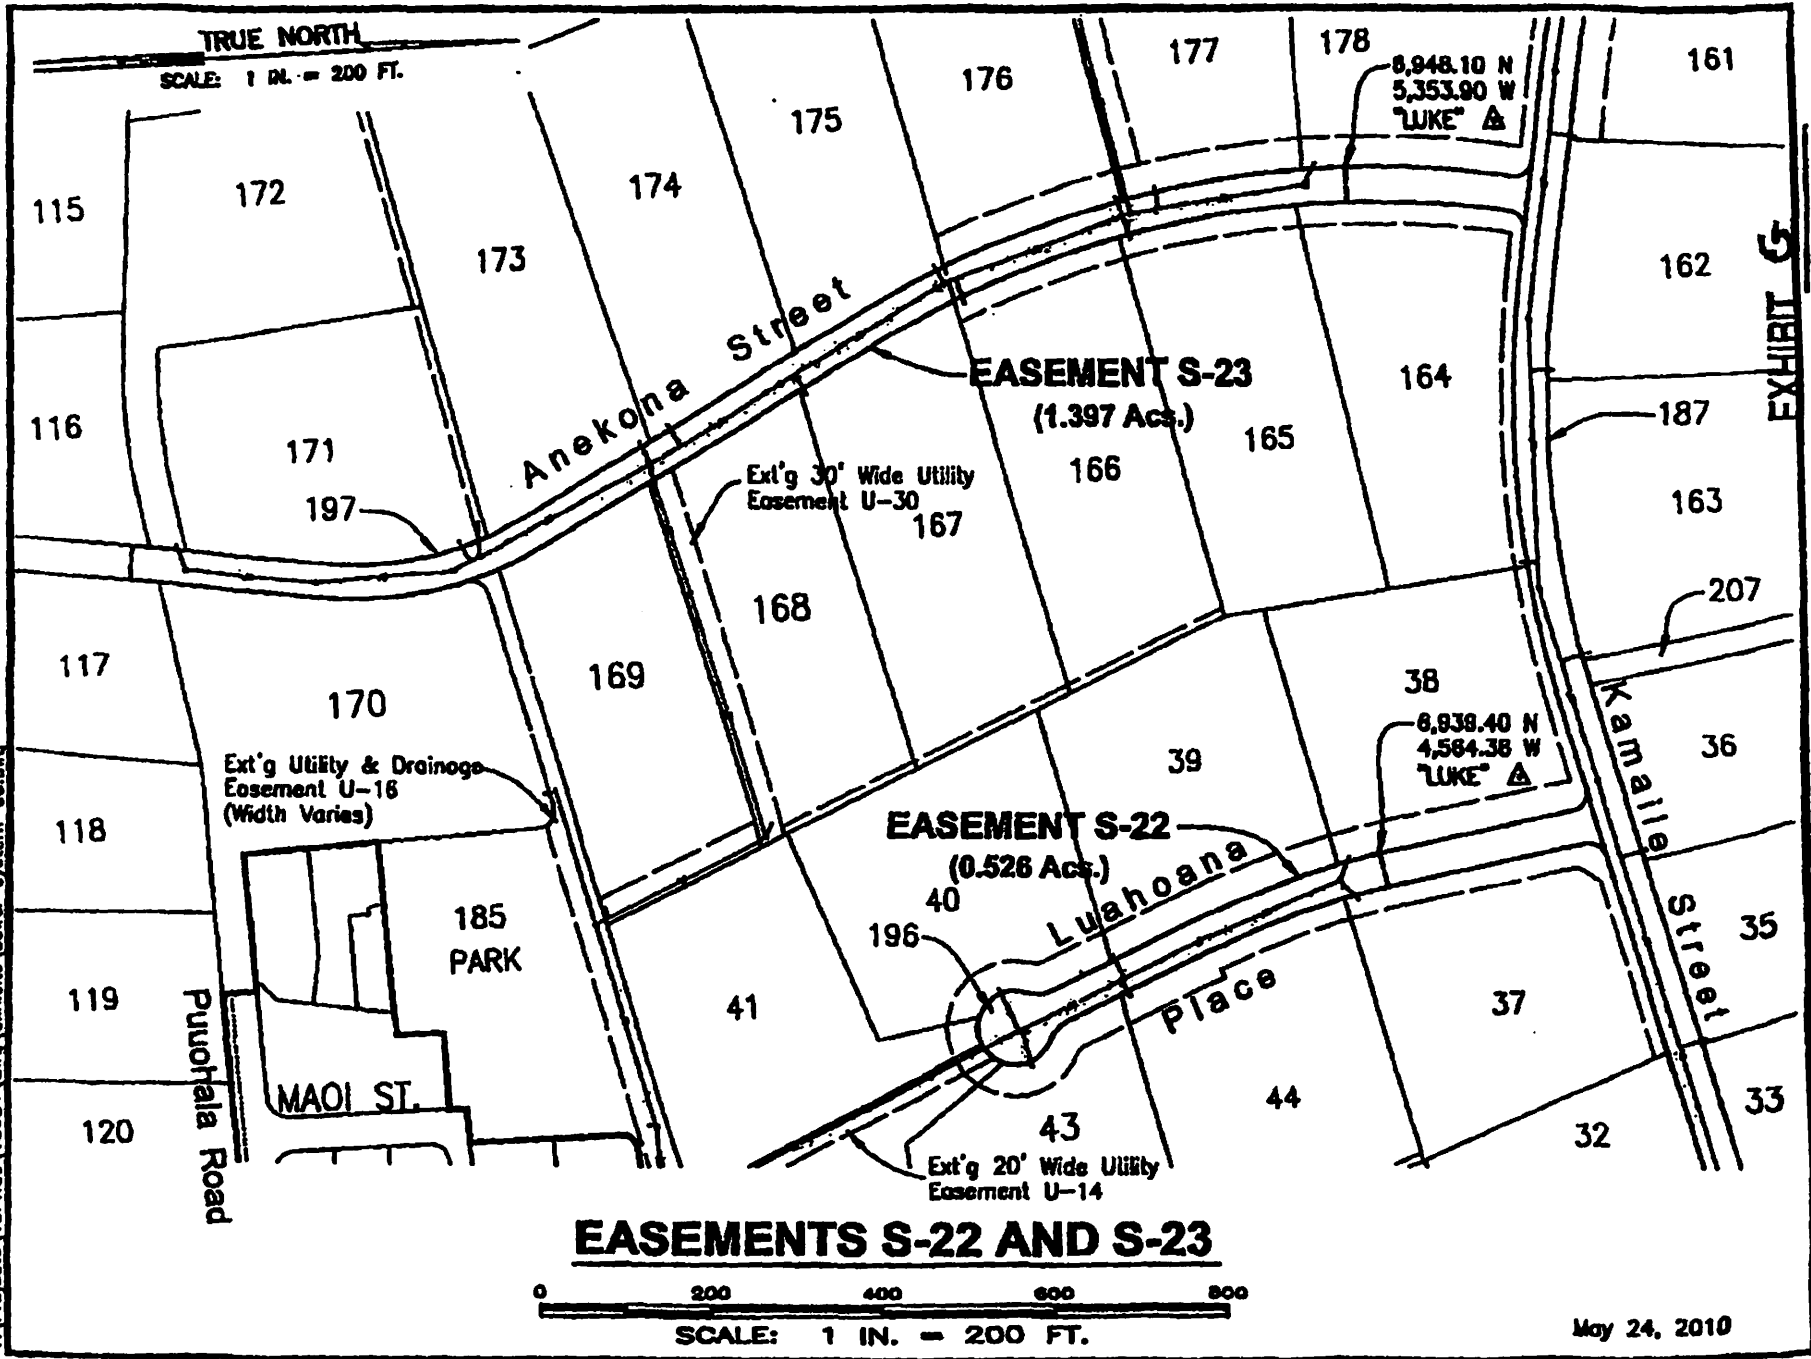 TRUE NORTH
SCALE: 1 IN. = 200 FT.
177
178
161
176
175
6,948.10 N
5,353.90 W
"LUKE"
115
172
174
173
162
EXHIBIT G
Anekona Street
EASEMENT S-23
(1.397 Acs.)
164
187
116
171
165
166
197
Ext'g 30' Wide Utility
Easement U-30
167
163
168
207
117
170
169
38
Kamaile Street
36
39
6,939.40 N
4,564.38 W
"LUKE"
Ext'g Utility & Drainage
Easement U-16
(Width Varies)
118
EASEMENT S-22
(0.526 Acs.)
40
Luahoana Place
196
185
PARK
35
119
41
37
Puuohala Road
MAOI ST.
44
33
120
43
32
Ext'g 20' Wide Utility
Easement U-14
EASEMENTS S-22 AND S-23
0 200 400 600 800
SCALE: 1 IN. = 200 FT.
May 24, 2010